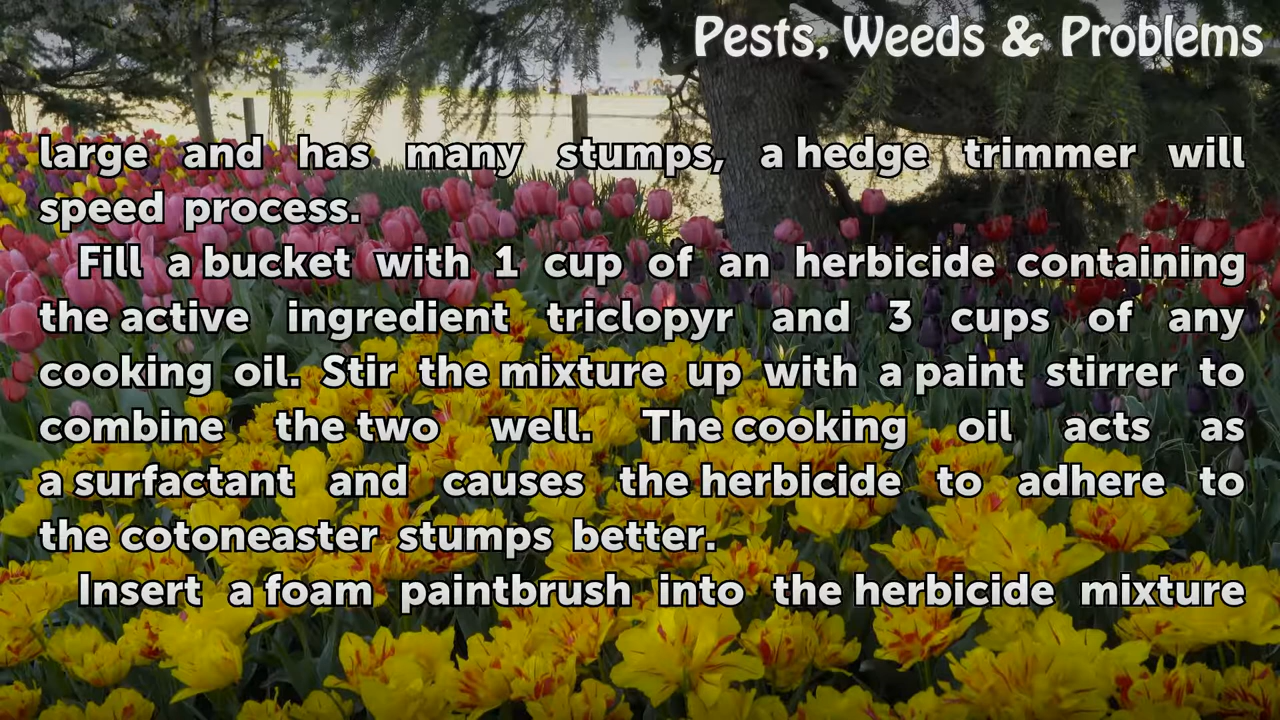 Pests, Weeds & Problems
large and has many stumps, a hedge trimmer will
speed process.
Fill a bucket with 1 cup of an herbicide containing
the active ingredient triclopyr and 3 cups of any
cooking oil. Stir the mixture up with a paint stirrer to
combine the two well. The cooking oil acts as
a surfactant and causes the herbicide to adhere to
the cotoneaster stumps better.
Insert a foam paintbrush into the herbicide mixture